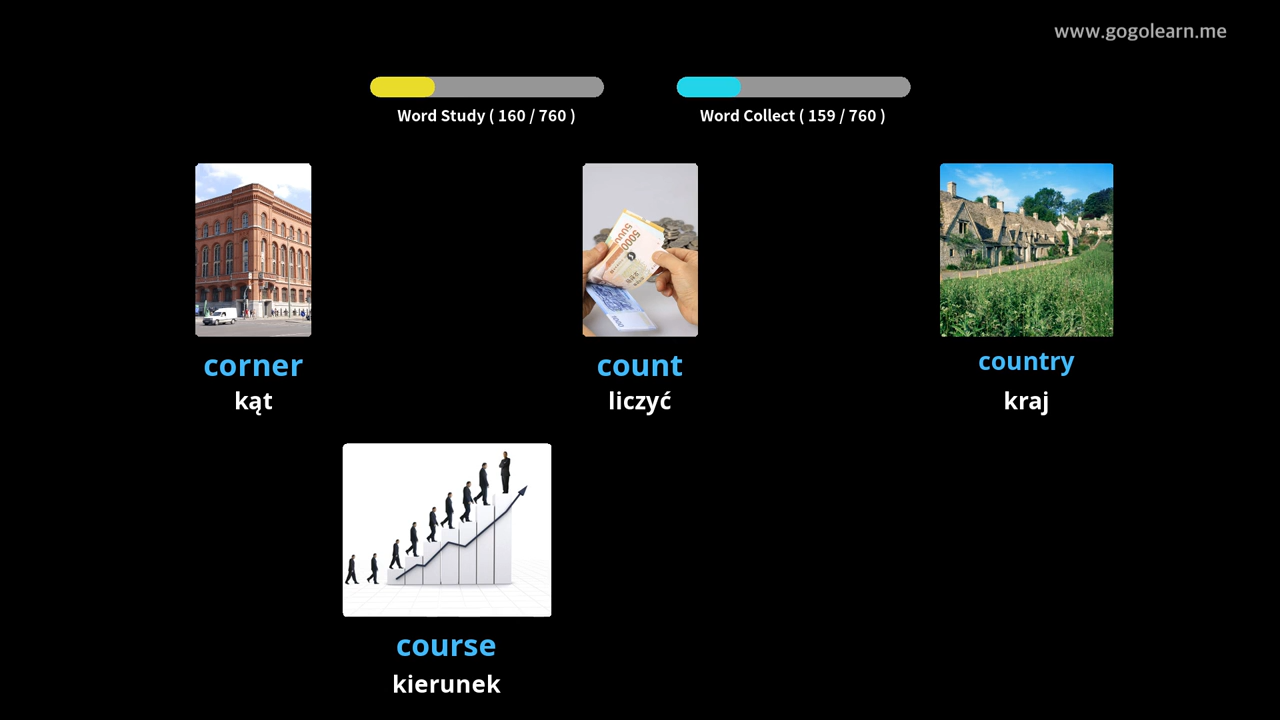 www.gogolearn.me
Word Study ( 160 / 760 )
Word Collect ( 159 / 760 )
5000
corner
count
country
kąt
liczyć
kraj
course
kierunek